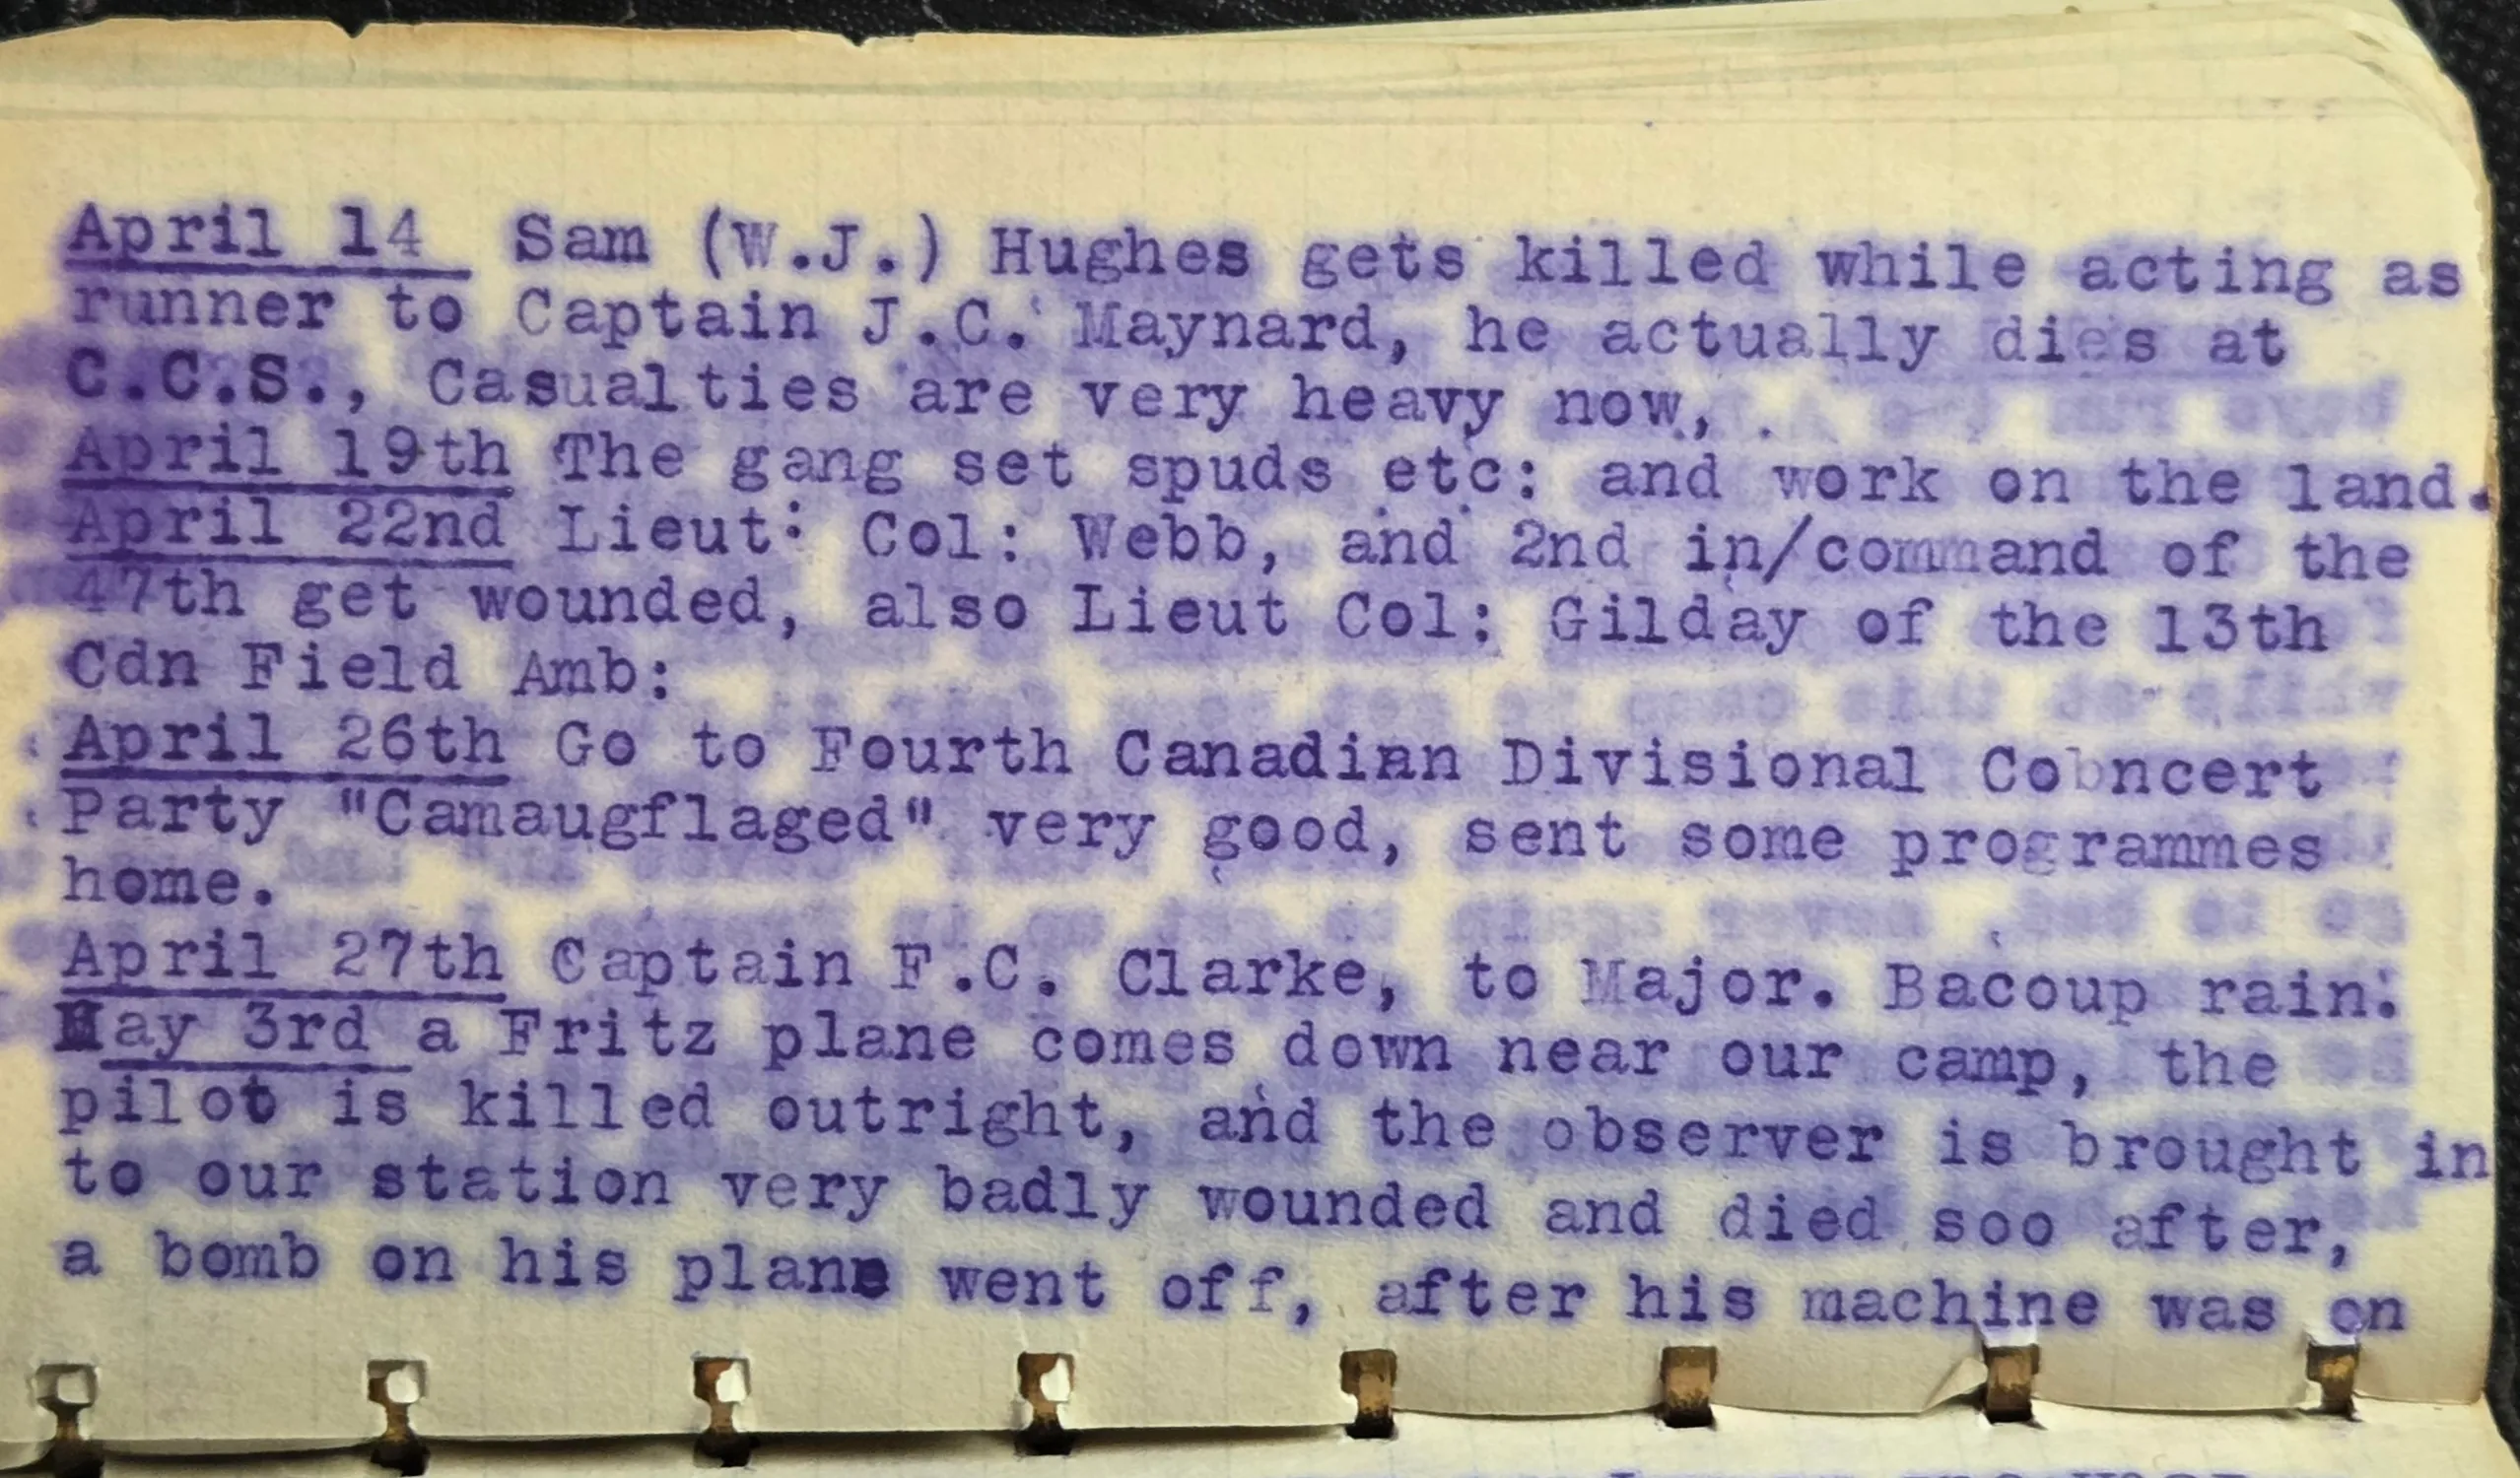 April 14 Sam (W.J.) Hughes gets killed while acting as
runner to Captain J.C. Maynard, he actually dies at
C.C.S., Casualties are very heavy now, .
April 19th The gang set spuds etc: and work on the land.
April 22nd Lieut: Col: Webb, and 2nd in/command of the
47th get wounded, also Lieut Col: Gilday of the 13th
Cdn Field Amb:
April 26th Go to Fourth Canadian Divisional Cobncert
Party "Camaugflaged" very good, sent some programmes
home.
April 27th Captain F.C. Clarke, to Major. Bacoup rain.
May 3rd a Fritz plane comes down near our camp, the
pilot is killed outright, and the observer is brought in
to our station very badly wounded and died soo after,
a bomb on his plane went off, after his machine was on